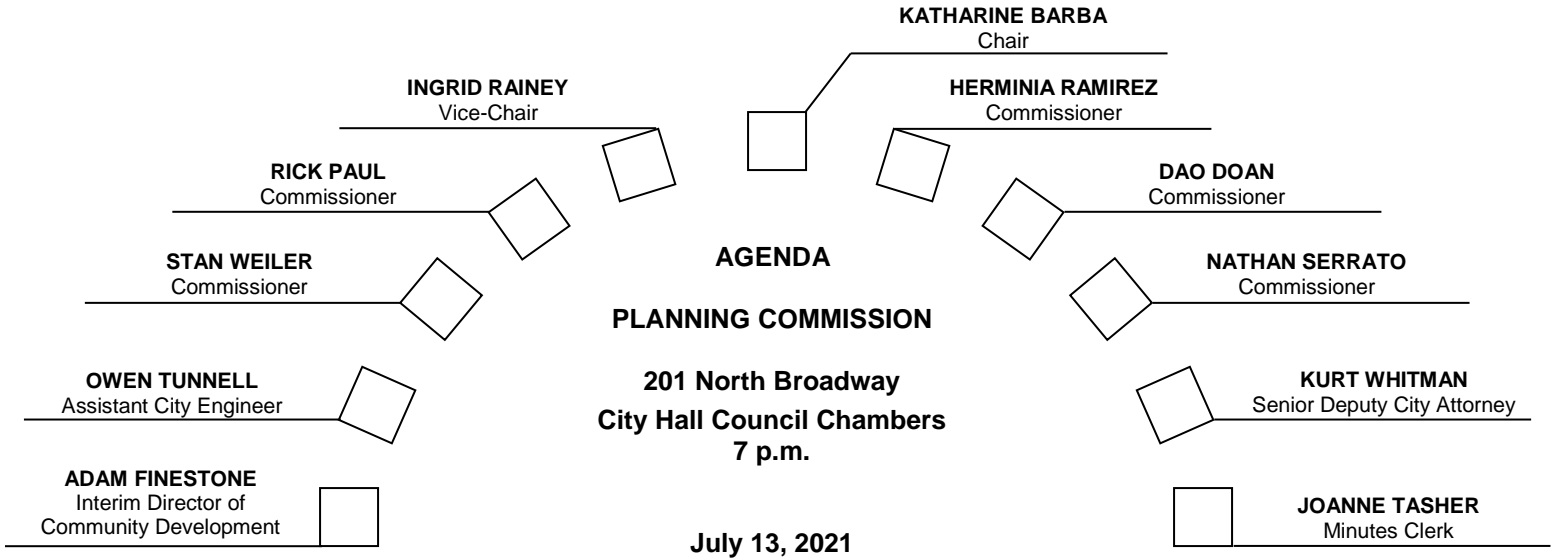 KATHARINE BARBA
Chair
INGRID RAINEY
Vice-Chair
HERMINIA RAMIREZ
Commissioner
RICK PAUL
Commissioner
DAO DOAN
Commissioner
STAN WEILER
Commissioner
NATHAN SERRATO
Commissioner
OWEN TUNNELL
Assistant City Engineer
KURT WHITMAN
Senior Deputy City Attorney
ADAM FINESTONE
Interim Director of
Community Development
JOANNE TASHER
Minutes Clerk
AGENDA
PLANNING COMMISSION
201 North Broadway
City Hall Council Chambers
7 p.m.
July 13, 2021